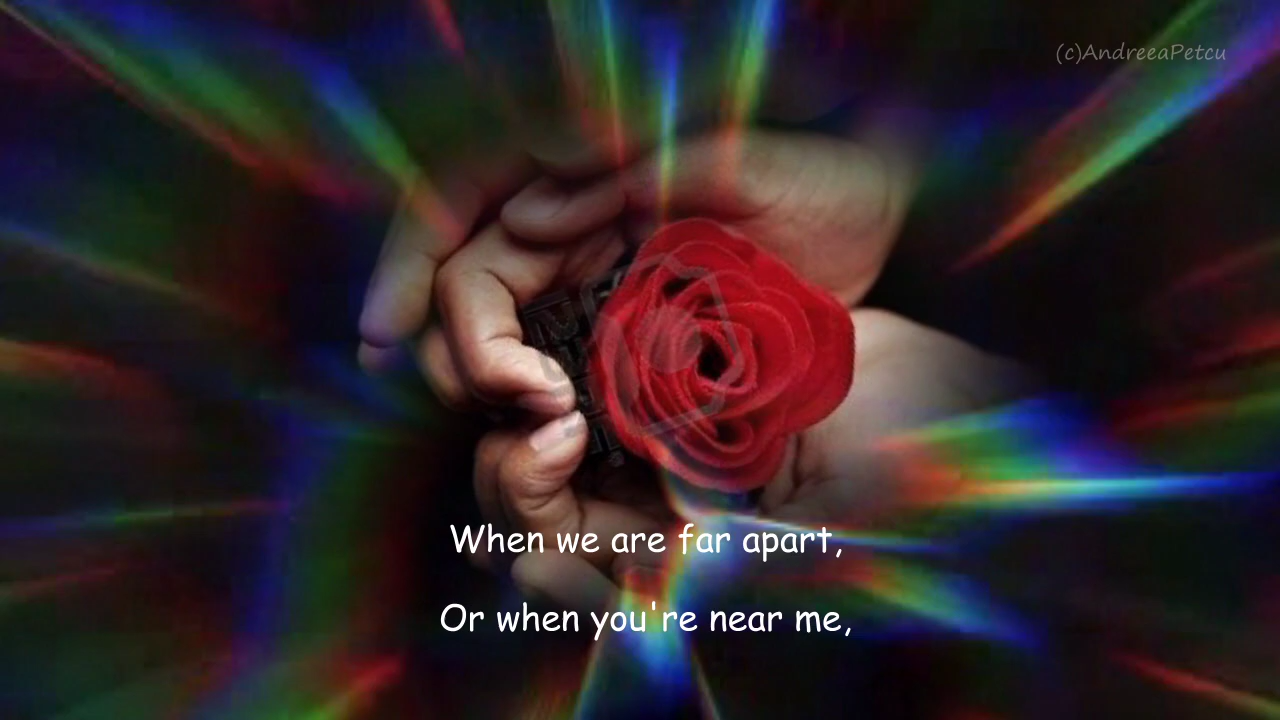 (c)AndreeaPetcu
When we are far apart,
Or when you're near me,